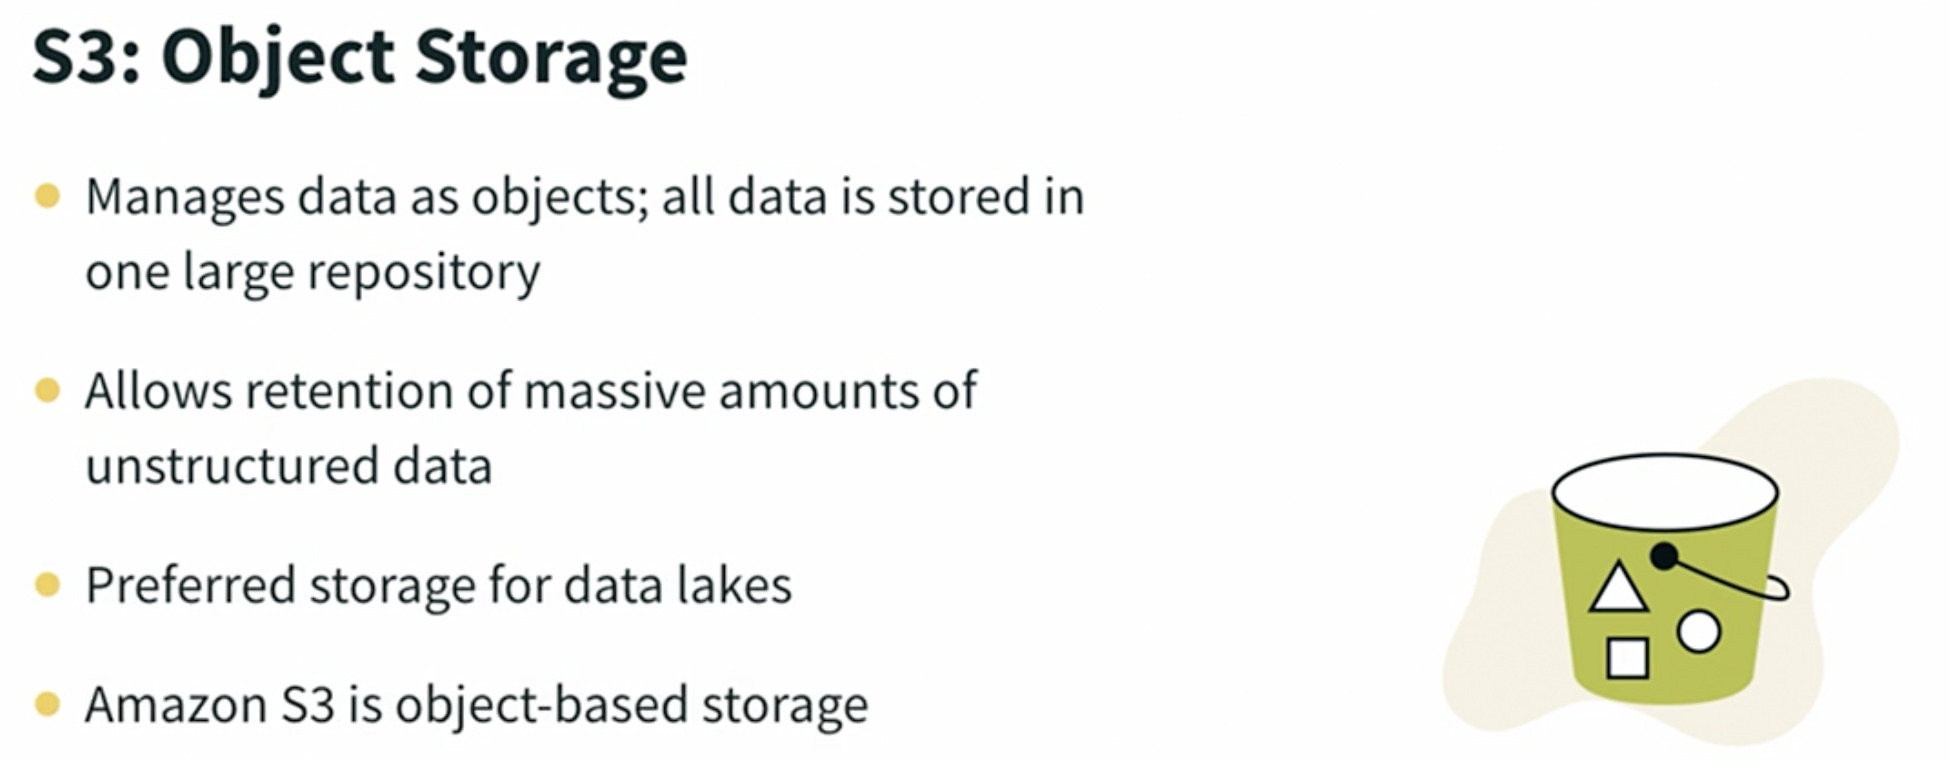 S3: Object Storage
Manages data as objects; all data is stored in
one large repository
Allows retention of massive amounts of
unstructured data
Preferred storage for data lakes
Amazon S3 is object-based storage